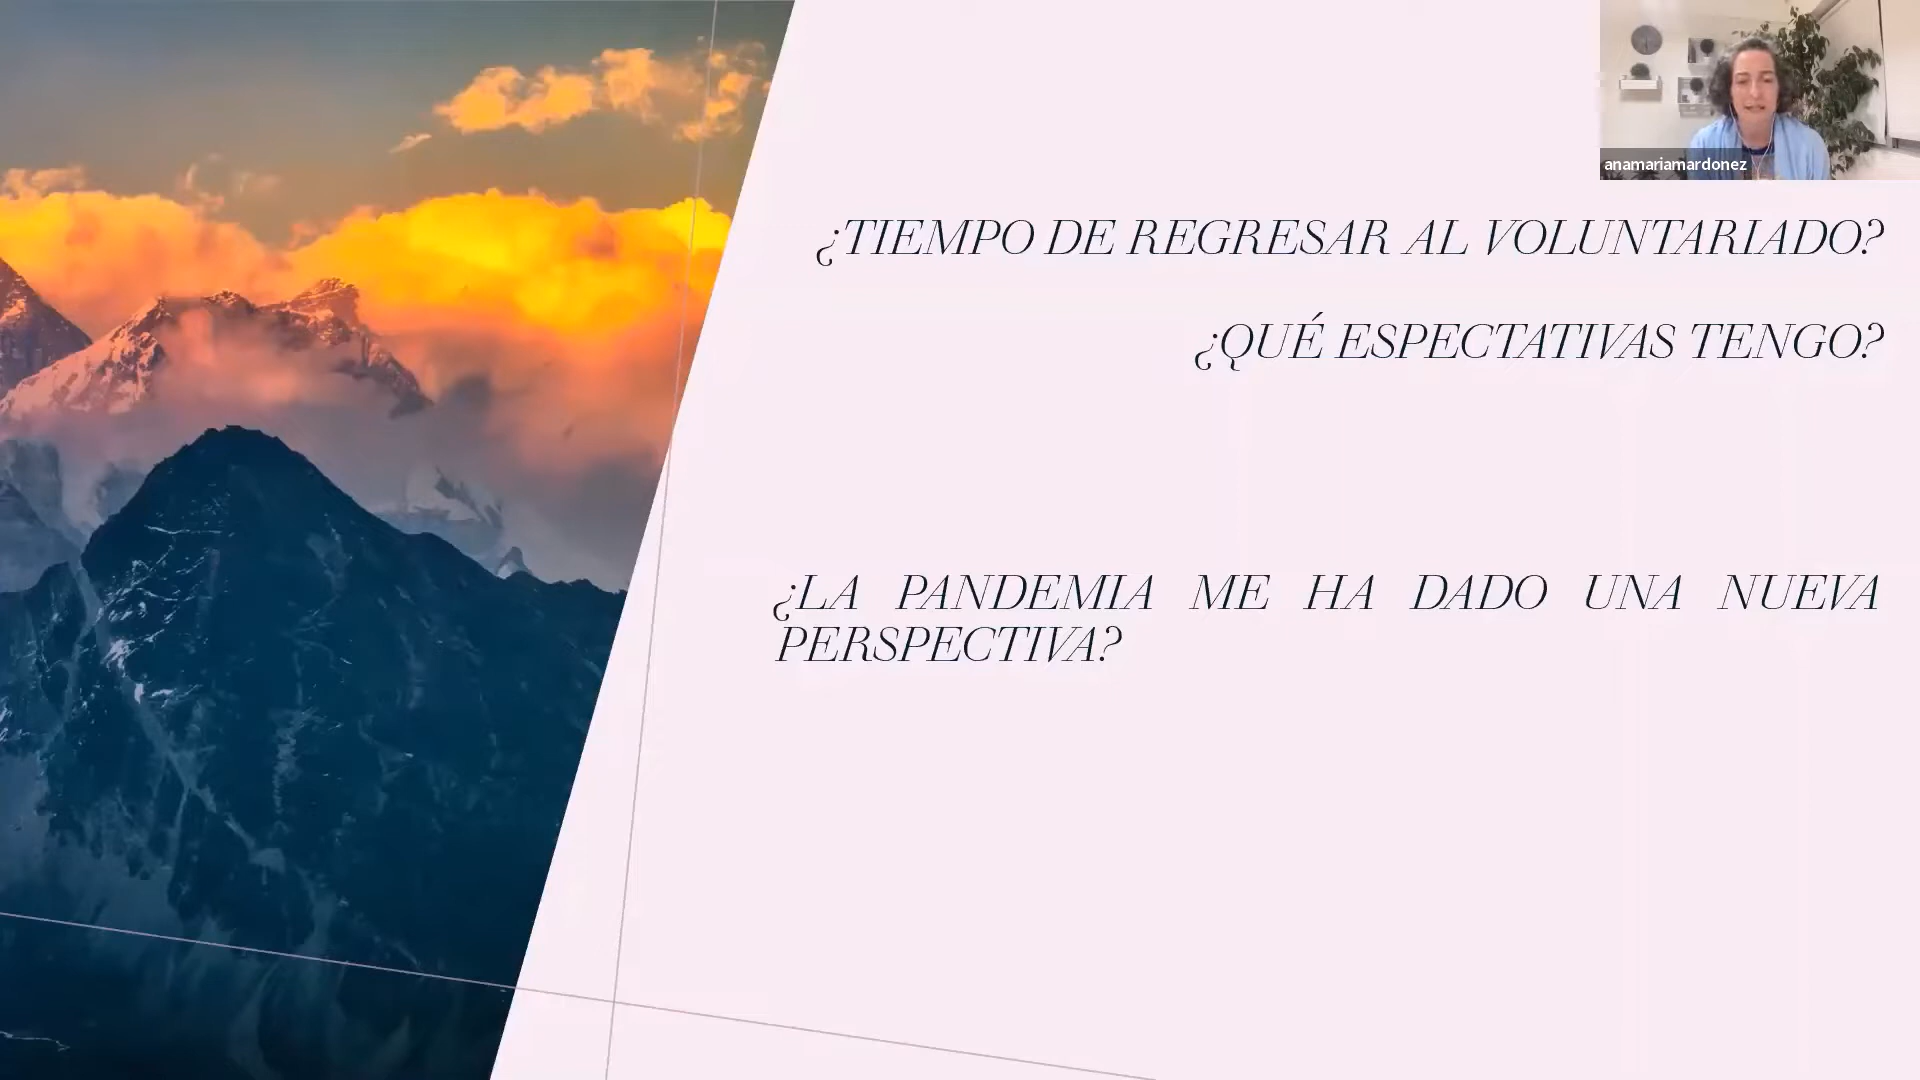 anamariamardonez
¿TIEMPO DE REGRESAR AL VOLUNTARIADO?
¿QUÉ ESPECTATIVAS TENGO?
¿LA PANDEMIA ME HA DADO UNA NUEVA
PERSPECTIVA?